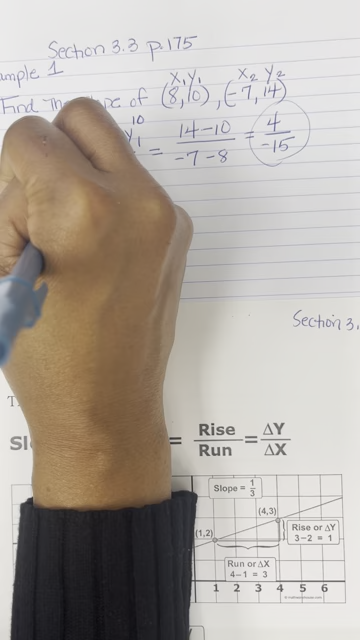 Section 3.3 p.175
ample 1
Find The pe of (8,10), (-7,14)
X₁ Y₁ X₂ Y₂
10
Y₁ = 14-10 / -7-8 = 4 / -15
Section 3.
T
Sl = Rise / Run = ΔY / ΔX
Slope = 1/3
(4,3)
(1,2)
Rise or ΔY
3-2 = 1
Run or ΔX
4-1 = 3
1 2 3 4 5 6